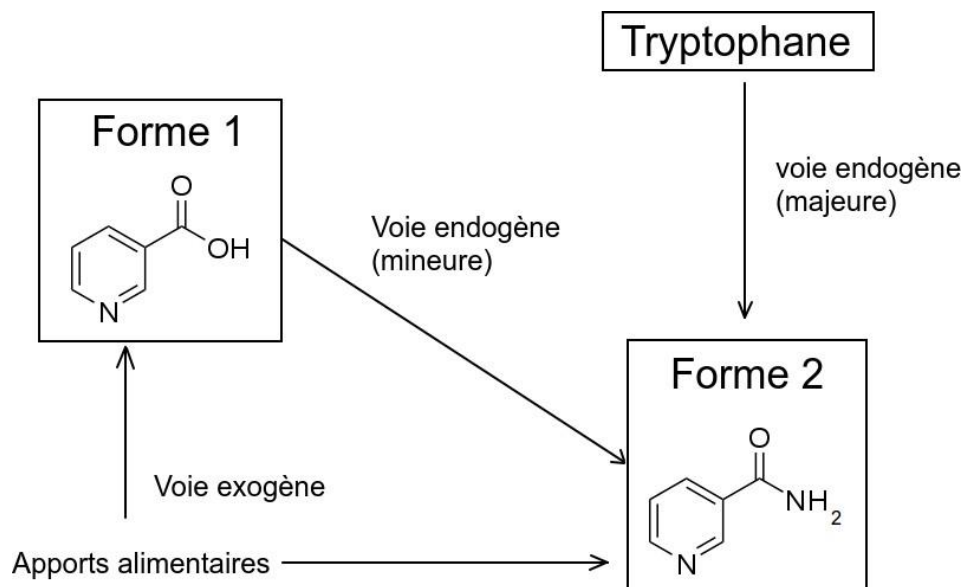 Tryptophane
Forme 1
O
OH
N
Voie endogène
(mineure)
voie endogène
(majeure)
Forme 2
O
NH2
N
Voie exogène
Apports alimentaires